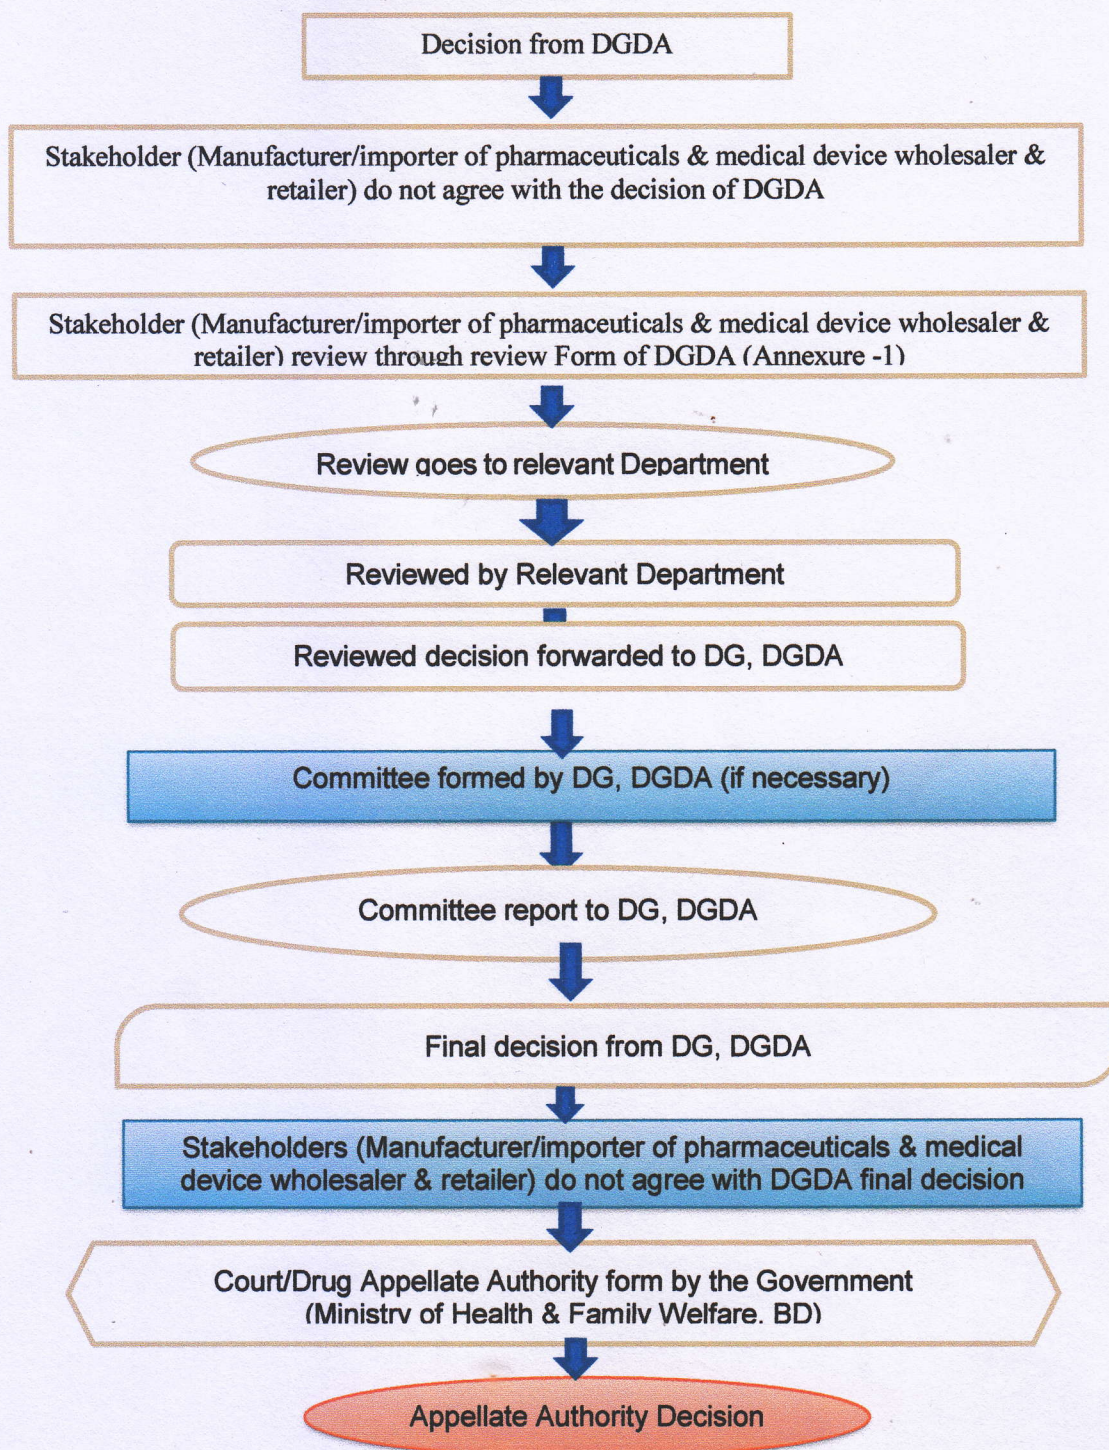 Decision from DGDA
Stakeholder (Manufacturer/importer of pharmaceuticals & medical device wholesaler &
retailer) do not agree with the decision of DGDA
Stakeholder (Manufacturer/importer of pharmaceuticals & medical device wholesaler &
retailer) review through review Form of DGDA (Annexure -1)
Review goes to relevant Department
Reviewed by Relevant Department
Reviewed decision forwarded to DG, DGDA
Committee formed by DG, DGDA (if necessary)
Committee report to DG, DGDA
Final decision from DG, DGDA
Stakeholders (Manufacturer/importer of pharmaceuticals & medical
device wholesaler & retailer) do not agree with DGDA final decision
Court/Drug Appellate Authority form by the Government
(Ministry of Health & Family Welfare, BD)
Appellate Authority Decision